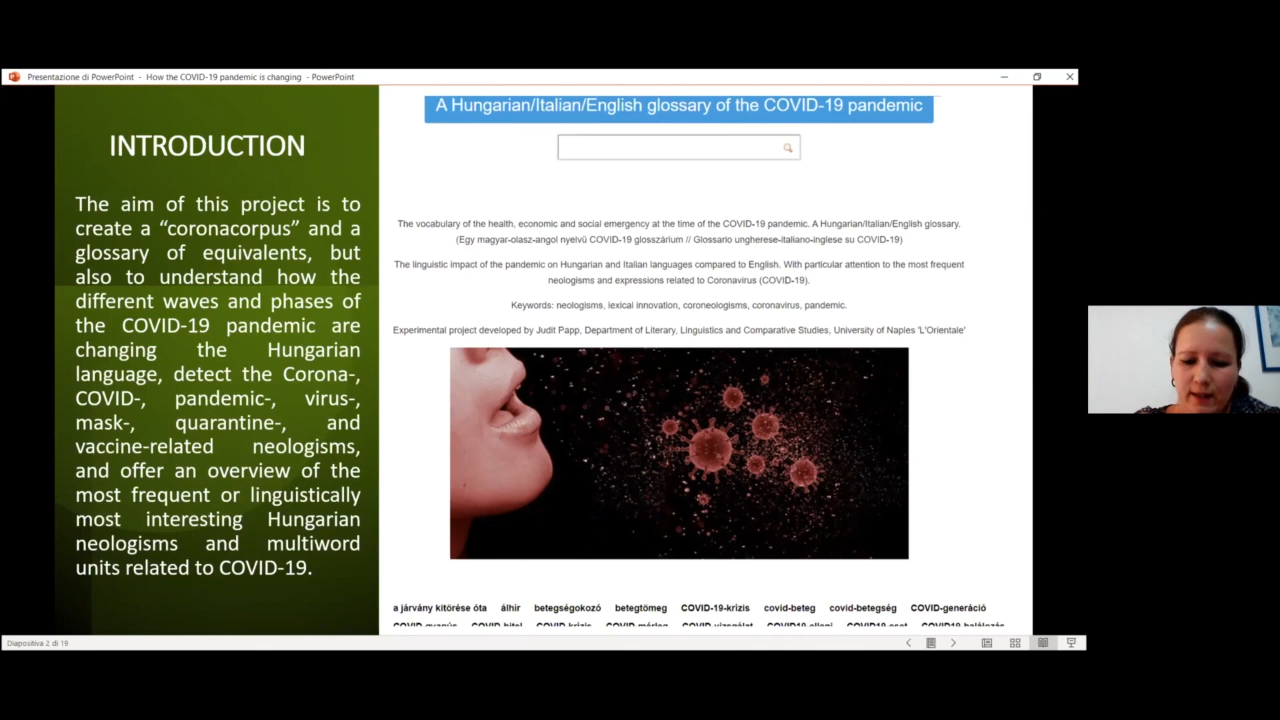 Presentazione di PowerPoint - How the COVID-19 pandemic is changing - PowerPoint
INTRODUCTION
The aim of this project is to
create a “coronacorpus” and a
glossary of equivalents, but
also to understand how the
different waves and phases of
the COVID-19 pandemic are
changing the Hungarian
language, detect the Corona-,
COVID-, pandemic-, virus-,
mask-, quarantine-, and
vaccine-related neologisms,
and offer an overview of the
most frequent or linguistically
most interesting Hungarian
neologisms and multiword
units related to COVID-19.
A Hungarian/Italian/English glossary of the COVID-19 pandemic
The vocabulary of the health, economic and social emergency at the time of the COVID-19 pandemic. A Hungarian/Italian/English glossary.
(Egy magyar-olasz-angol nyelvű COVID-19 glosszárium // Glossario ungherese-italiano-inglese su COVID-19)
The linguistic impact of the pandemic on Hungarian and Italian languages compared to English. With particular attention to the most frequent
neologisms and expressions related to Coronavirus (COVID-19).
Keywords: neologisms, lexical innovation, coroneologisms, coronavirus, pandemic.
Experimental project developed by Judit Papp, Department of Literary, Linguistics and Comparative Studies, University of Naples 'L'Orientale'
a járvány kitörése óta álhír betegségokozó betegtömeg COVID-19-krízis covid-beteg covid-betegség COVID-generáció
Diapositiva 2 di 19